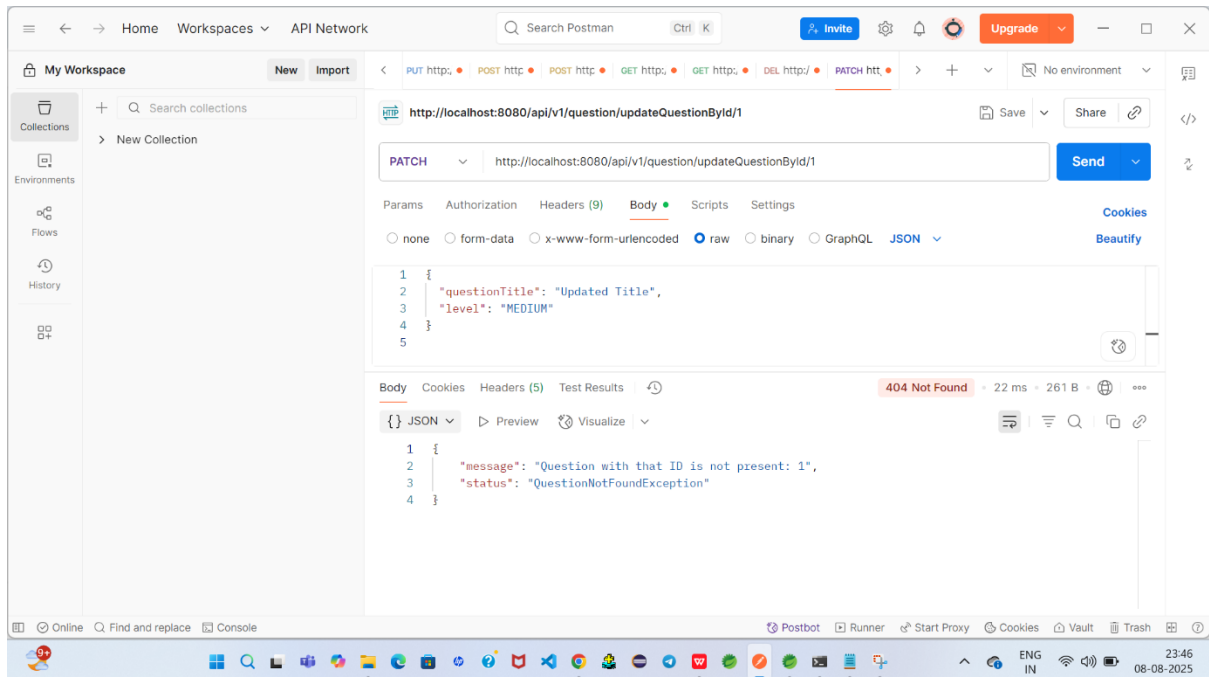 Home Workspaces API Network Search Postman Ctrl K Invite Upgrade
My Workspace New Import PUT http:, POST http POST http GET http:, GET http:, DEL http:/ PATCH htt, No environment
Collections
Environments
Flows
History
Search collections
New Collection
HTTP http://localhost:8080/api/v1/question/updateQuestionById/1 Save Share
PATCH http://localhost:8080/api/v1/question/updateQuestionById/1 Send
Params Authorization Headers (9) Body Scripts Settings Cookies
none form-data x-www-form-urlencoded raw binary GraphQL JSON Beautify
1 {
2 "questionTitle": "Updated Title",
3 "level": "MEDIUM"
4 }
5
Body Cookies Headers (5) Test Results 404 Not Found 22 ms 261 B
{} JSON Preview Visualize
1 {
2 "message": "Question with that ID is not present: 1",
3 "status": "QuestionNotFoundException"
4 }
Online Find and replace Console Postbot Runner Start Proxy Cookies Vault Trash
9+ ENG 23:46
IN 08-08-2025